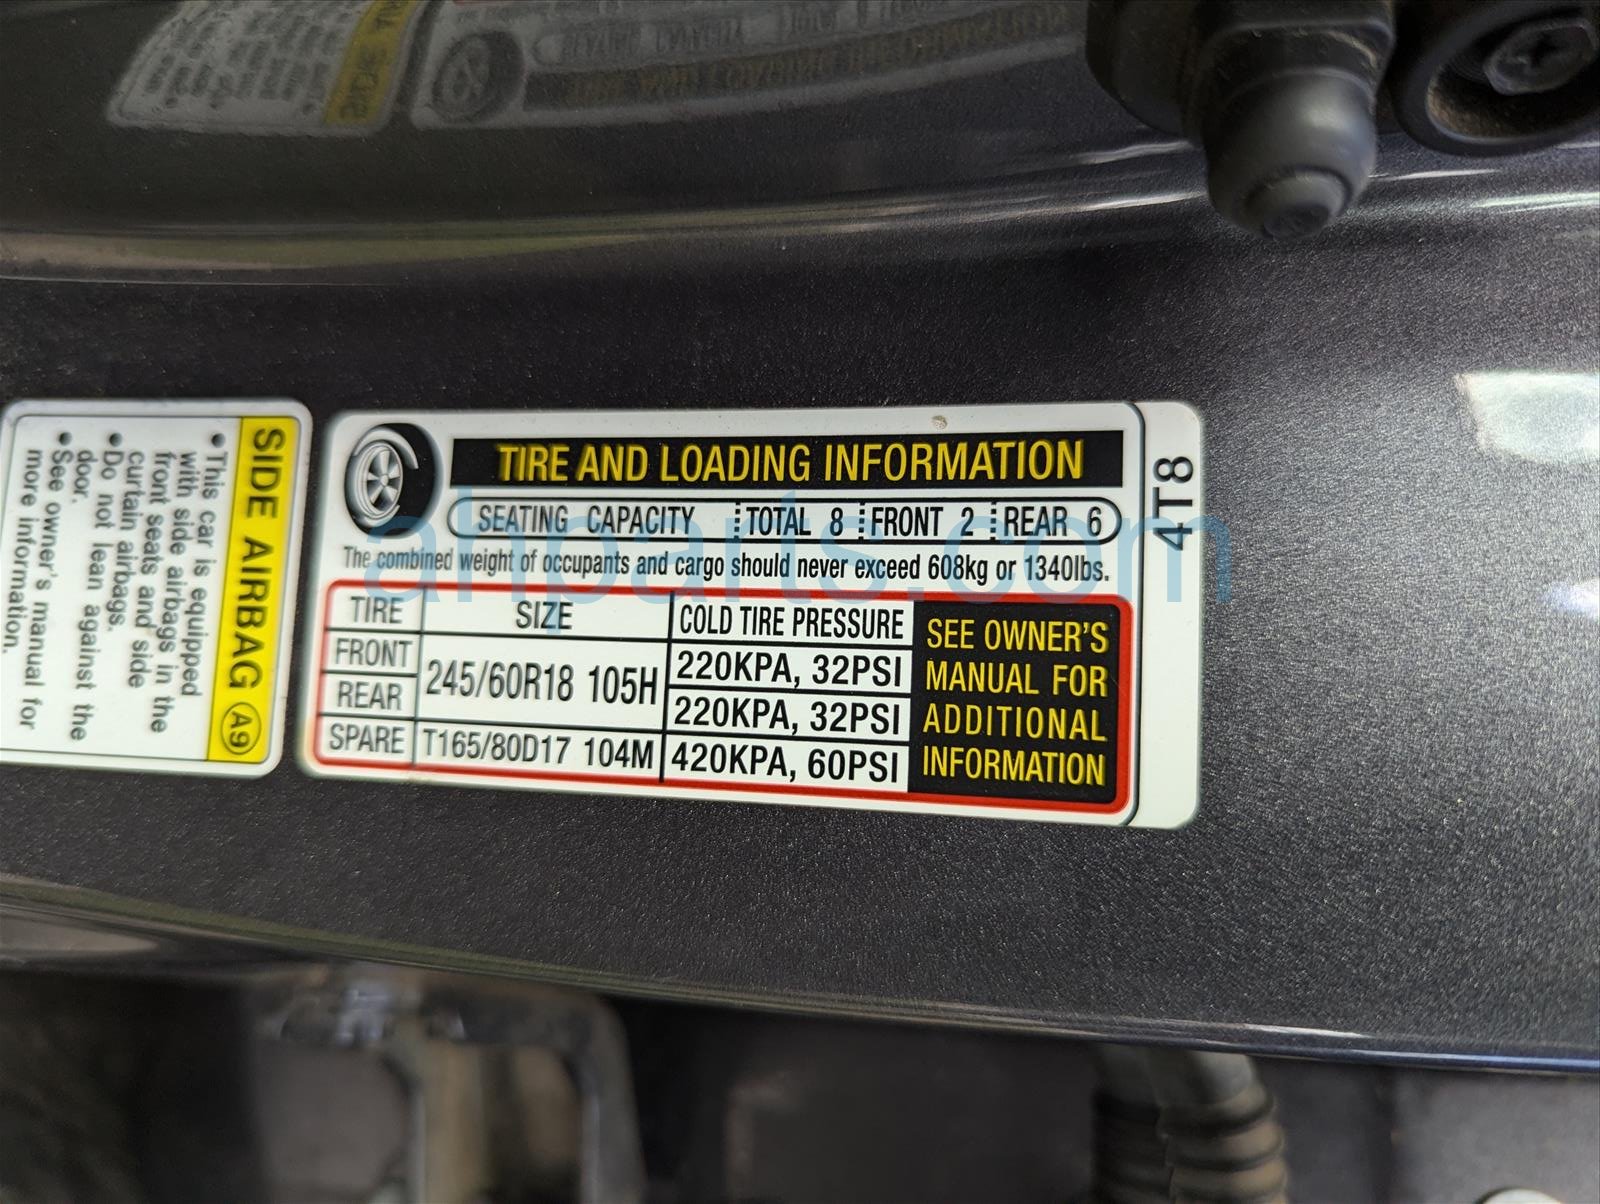 SIDE AIRBAG A9
• This car is equipped
with side airbags in the
front seats and side
curtain airbags.
• Do not lean against the
door.
• See owner's manual for
more information.
TIRE AND LOADING INFORMATION
SEATING CAPACITY TOTAL 8 FRONT 2 REAR 6
The combined weight of occupants and cargo should never exceed 608kg or 1340lbs.
TIRE SIZE COLD TIRE PRESSURE
FRONT 245/60R18 105H 220KPA, 32PSI
REAR 220KPA, 32PSI
SPARE T165/80D17 104M 420KPA, 60PSI
SEE OWNER'S
MANUAL FOR
ADDITIONAL
INFORMATION
4T8
ahparts.com